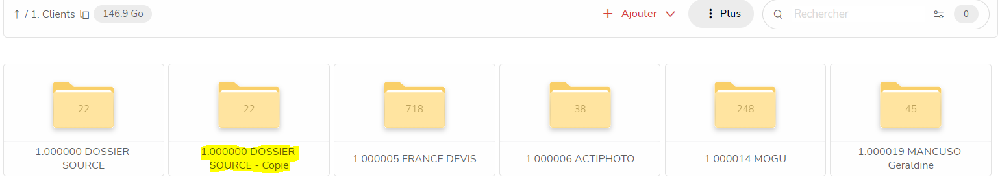 ↑ / 1. Clients 146.9 Go + Ajouter Plus Rechercher 0
22 22 718 38 248 45
1.000000 DOSSIER SOURCE
1.000000 DOSSIER SOURCE - Copie
1.000005 FRANCE DEVIS
1.000006 ACTIPHOTO
1.000014 MOGU
1.000019 MANCUSO Geraldine